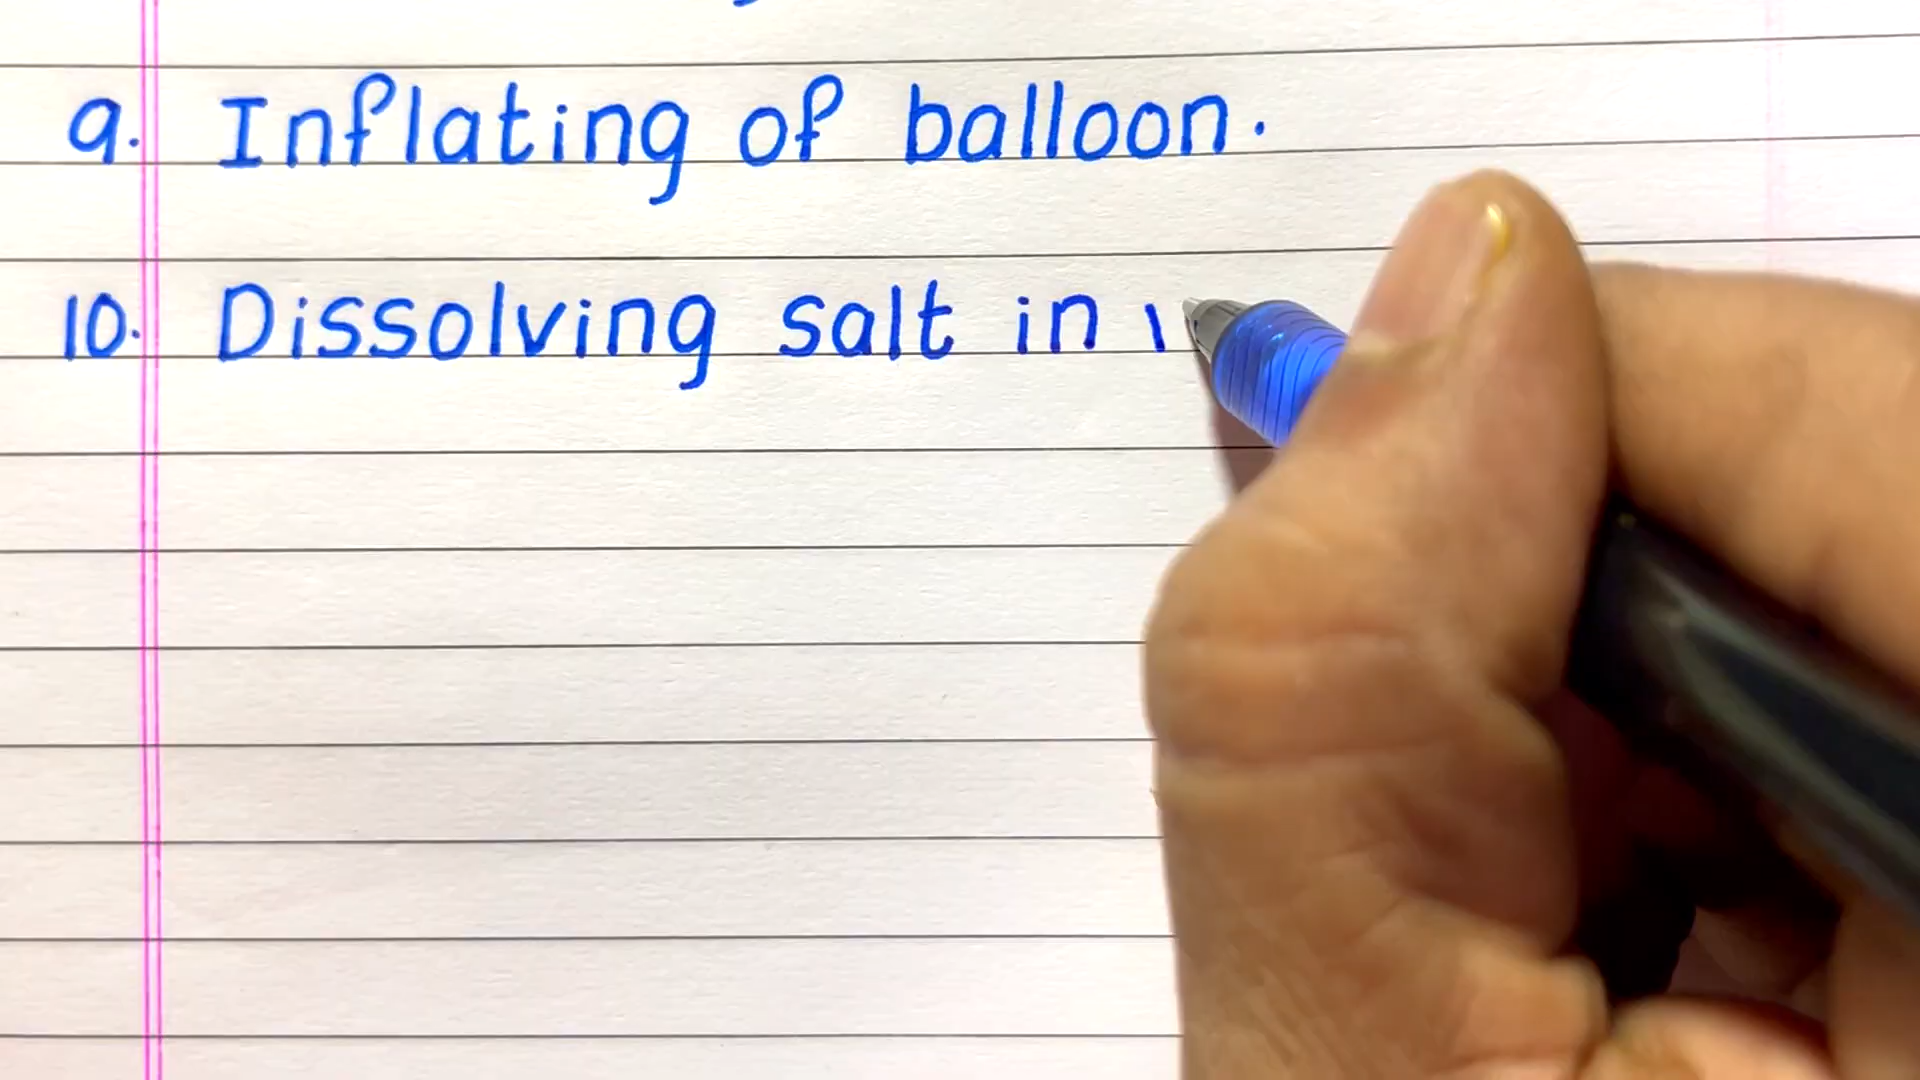 9. Inflating of balloon.
10. Dissolving salt in